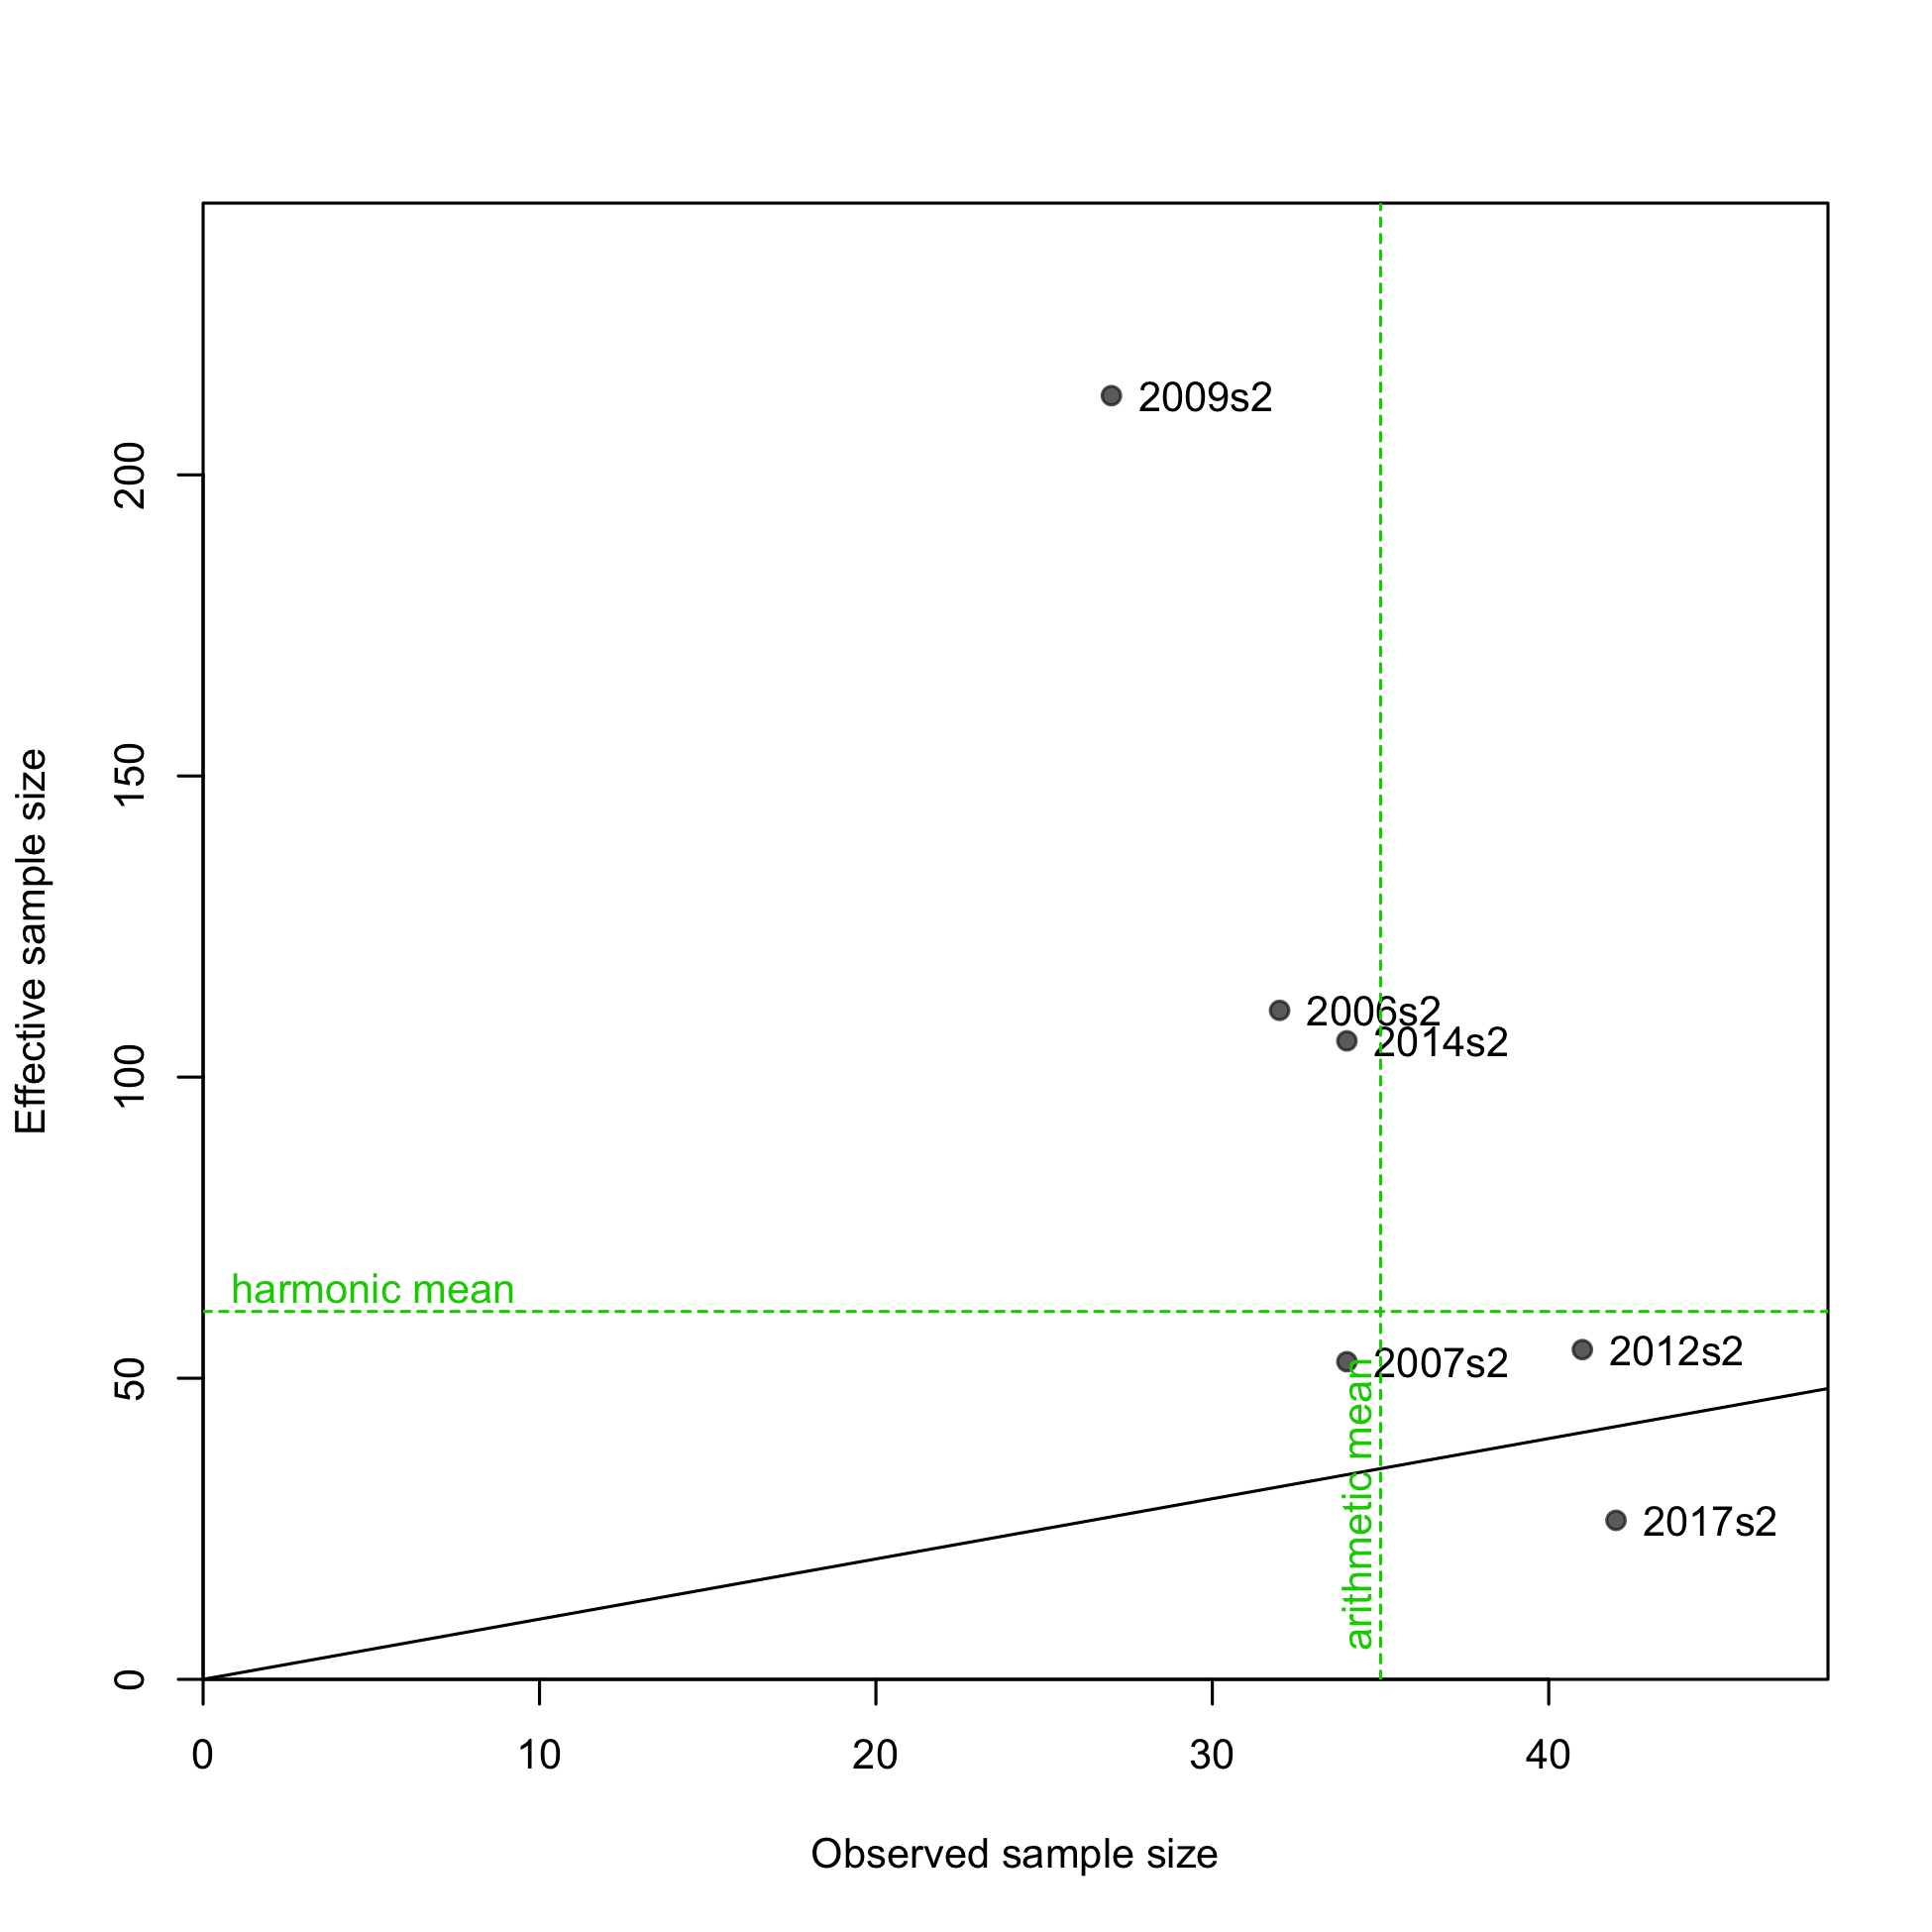 2009s2
2006s2
2014s2
harmonic mean
2012s2
2007s2
arithmetic mean
2017s2
Effective sample size
200
150
100
50
0
0
10
20
30
40
Observed sample size